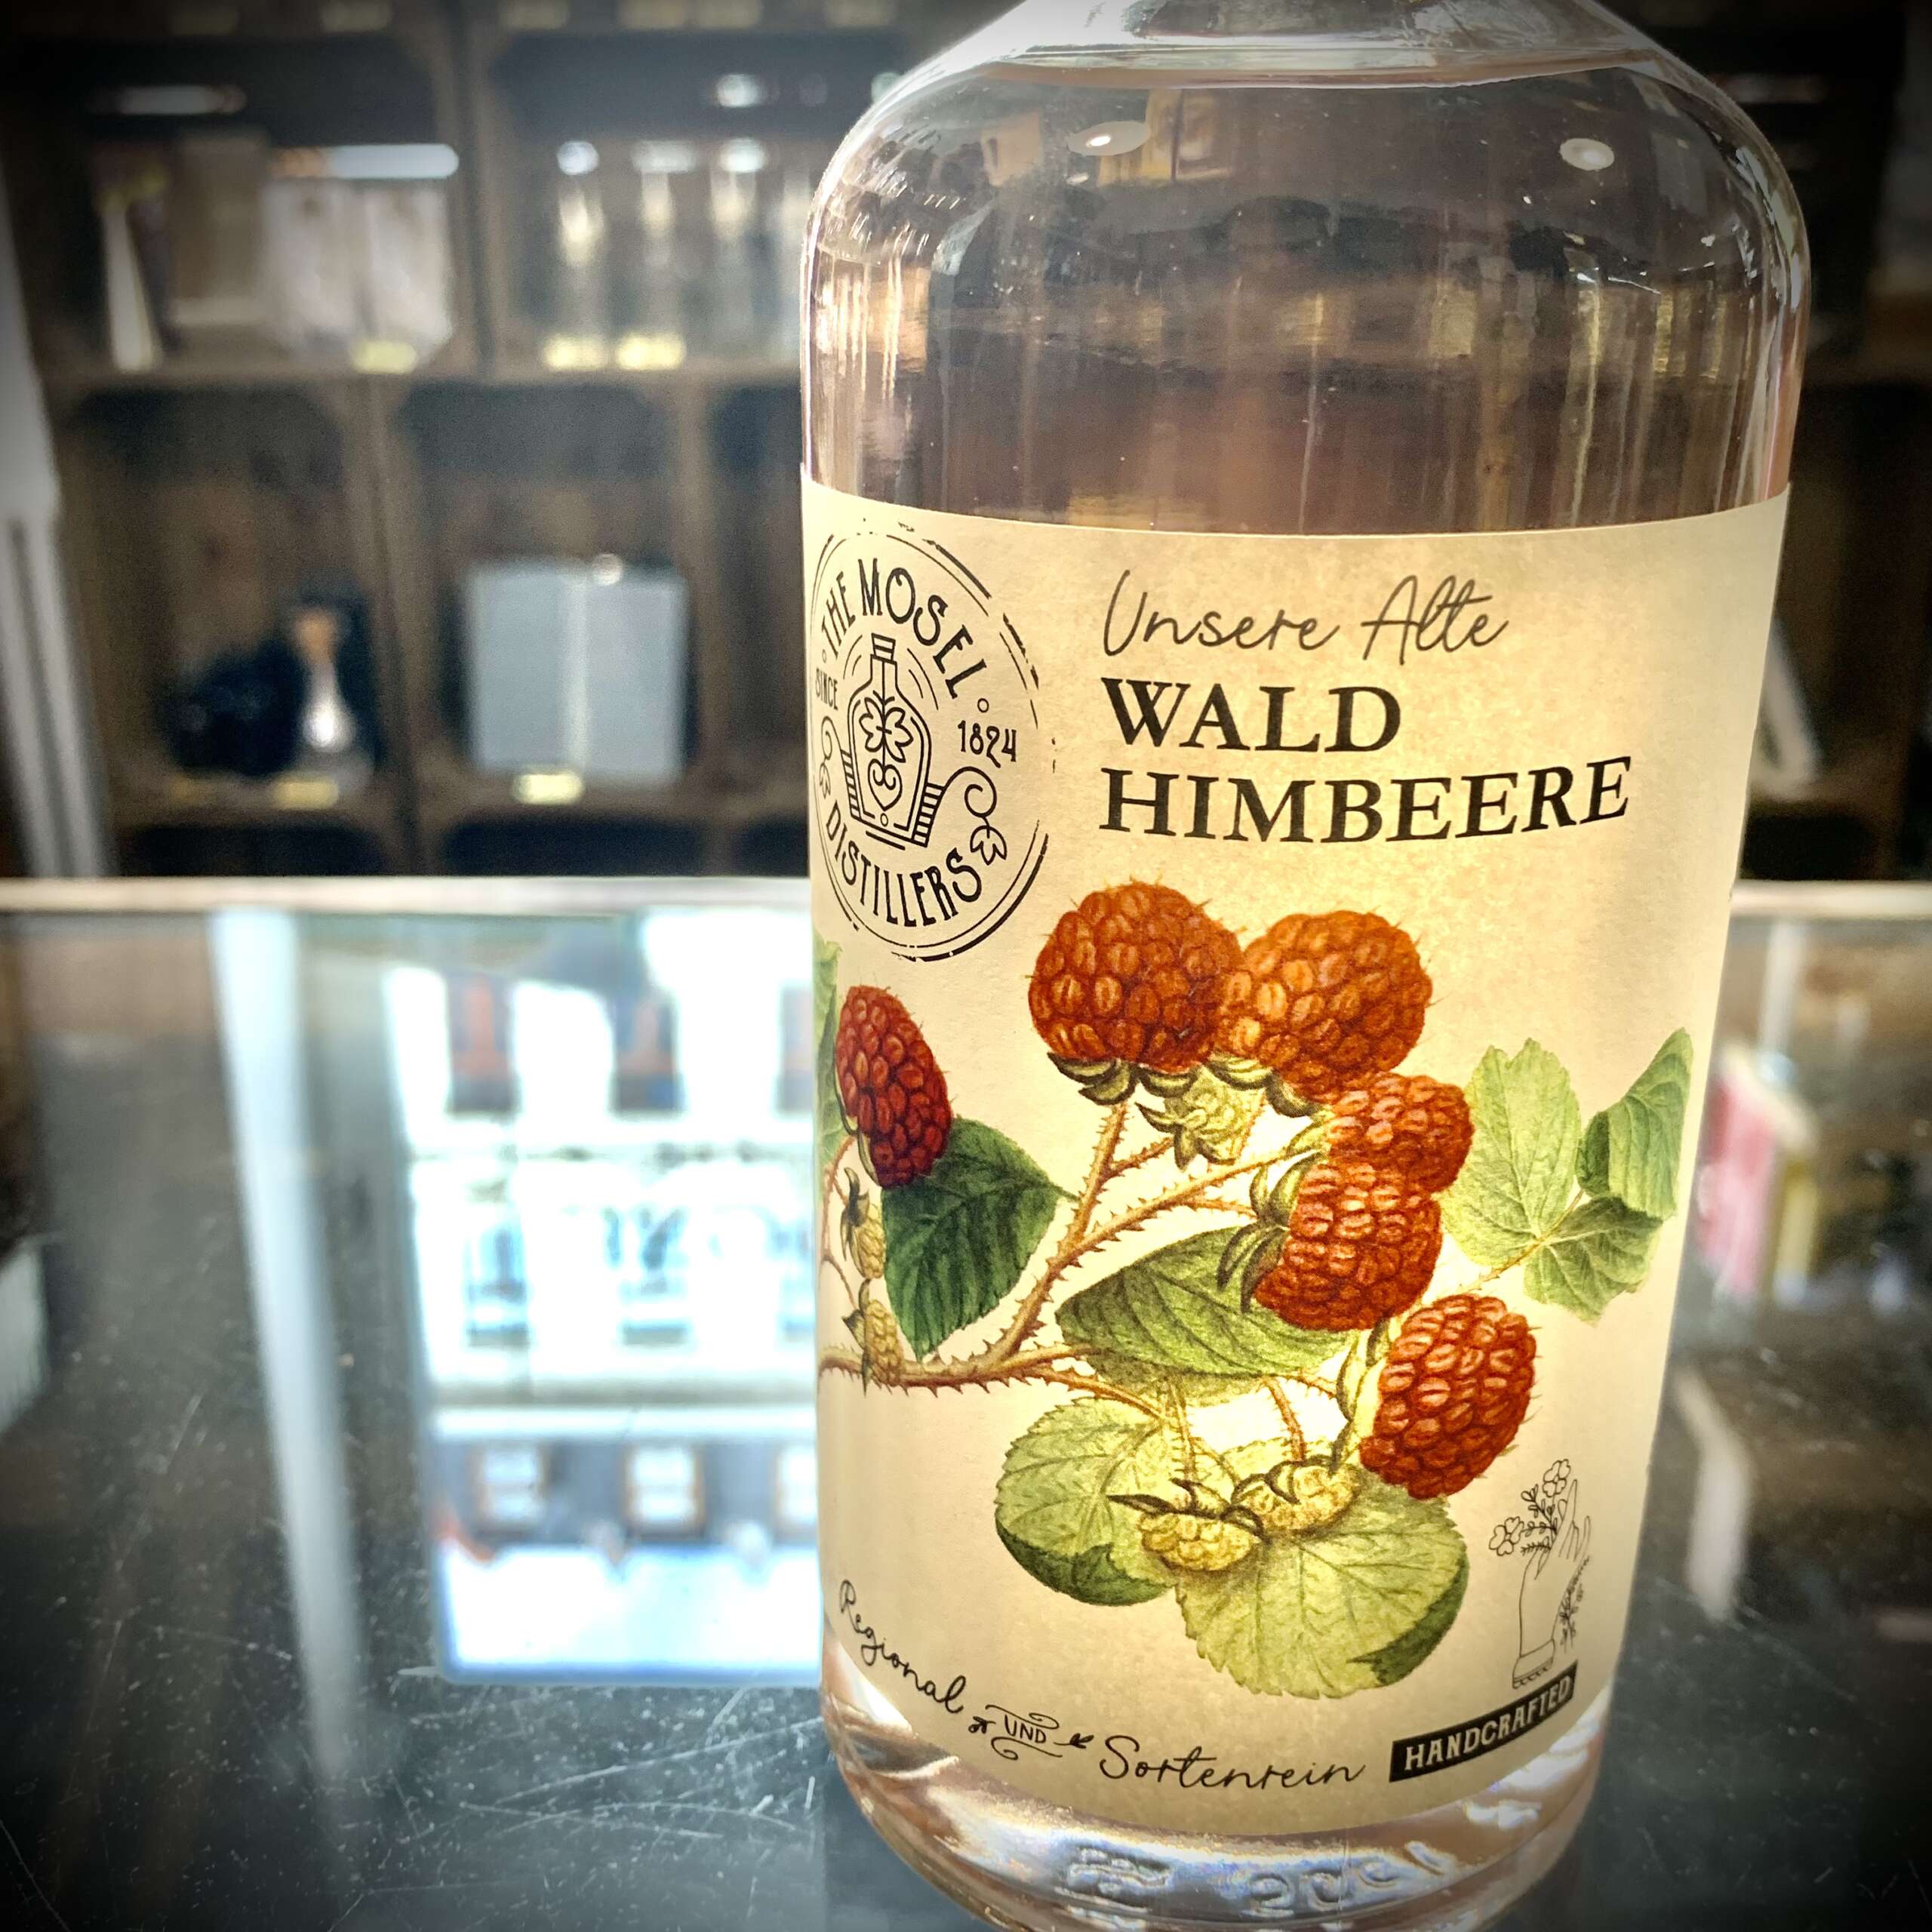 THE MOSEL
SINCE 1824
DISTILLERS
Unsere Alte
WALD
HIMBEERE
Regional UND Sortenrein
HANDCRAFTED